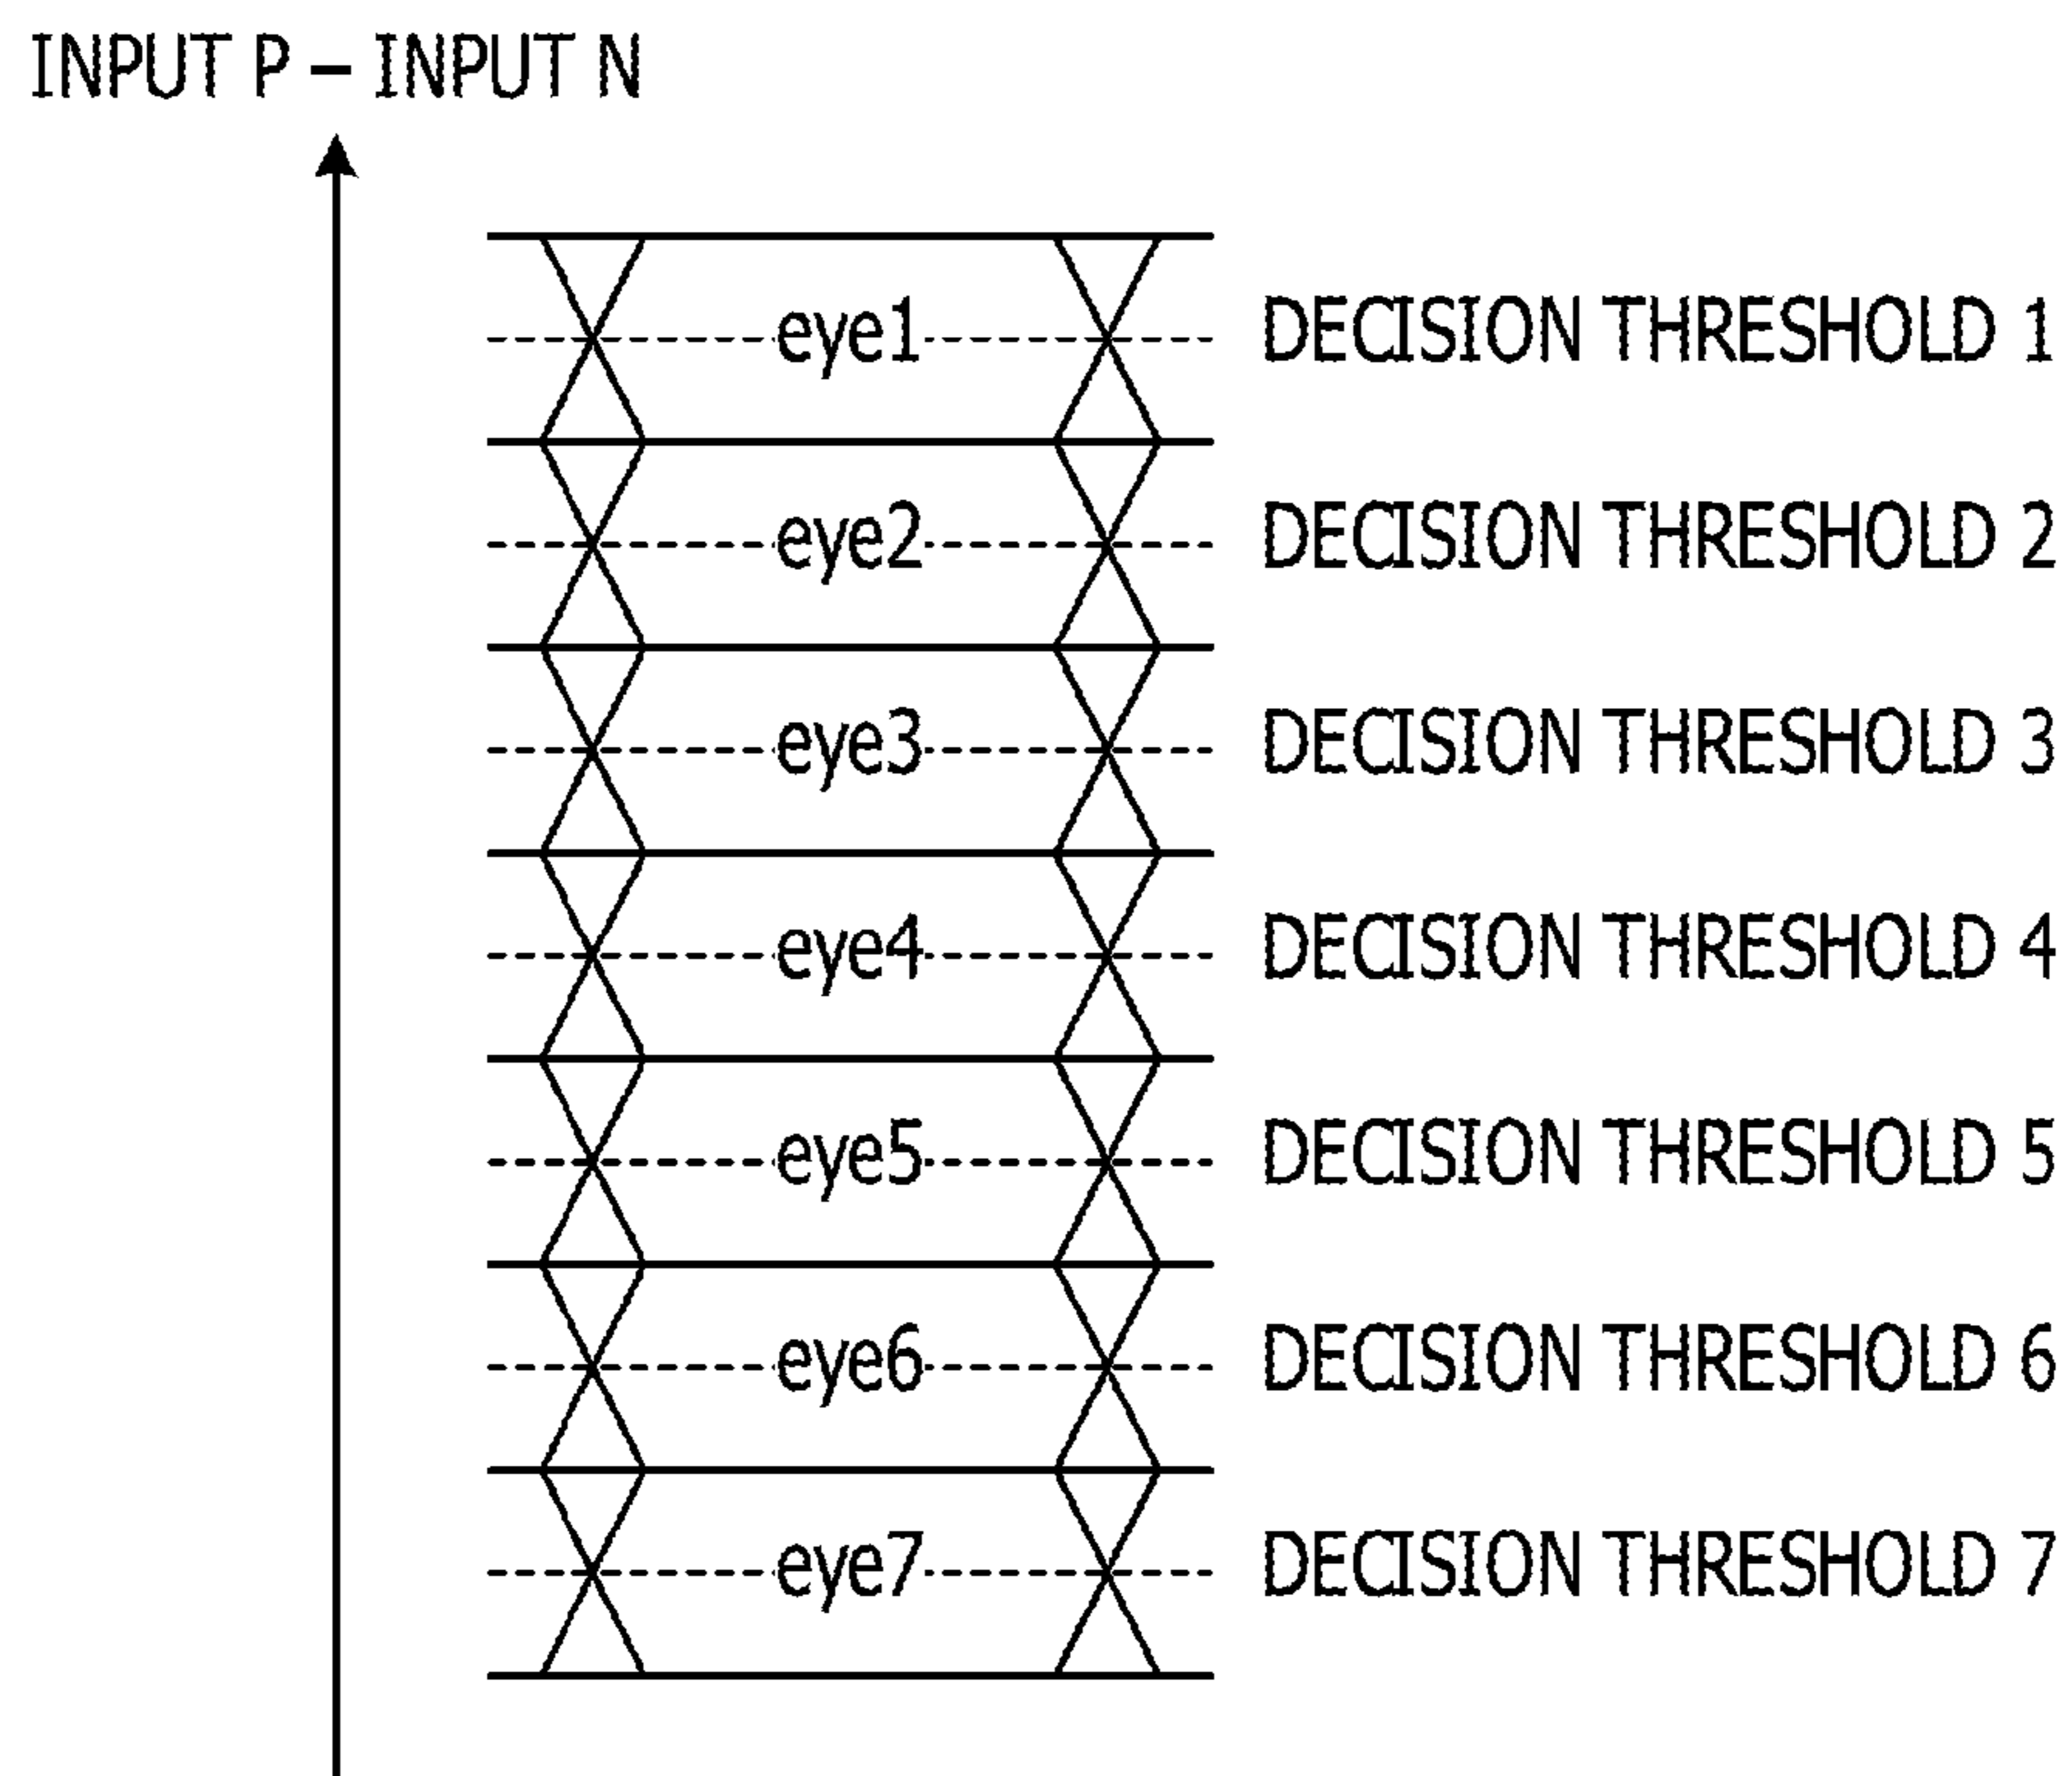 INPUT P – INPUT N
eye1 DECISION THRESHOLD 1
eye2 DECISION THRESHOLD 2
eye3 DECISION THRESHOLD 3
eye4 DECISION THRESHOLD 4
eye5 DECISION THRESHOLD 5
eye6 DECISION THRESHOLD 6
eye7 DECISION THRESHOLD 7